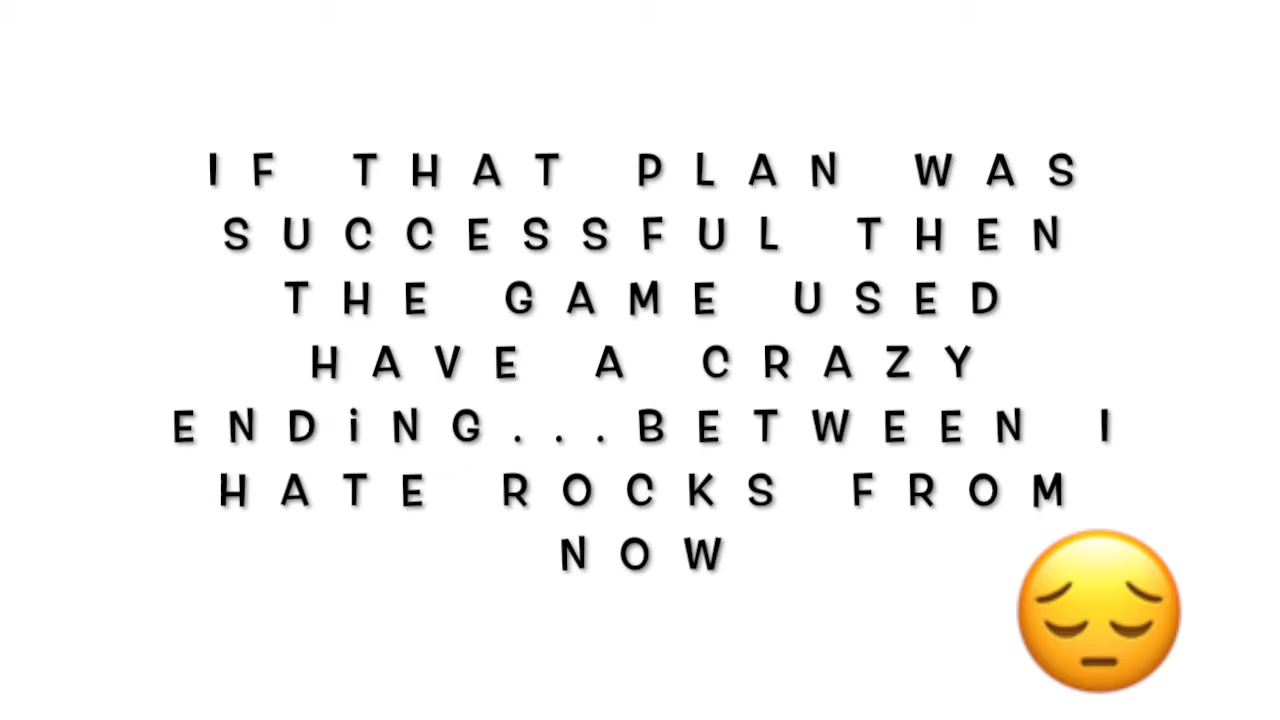 IF THAT PLAN WAS
SUCCESSFUL THEN
THE GAME USED
HAVE A CRAZY
ENDiNG...BETWEEN I
HATE ROCKS FROM
NOW